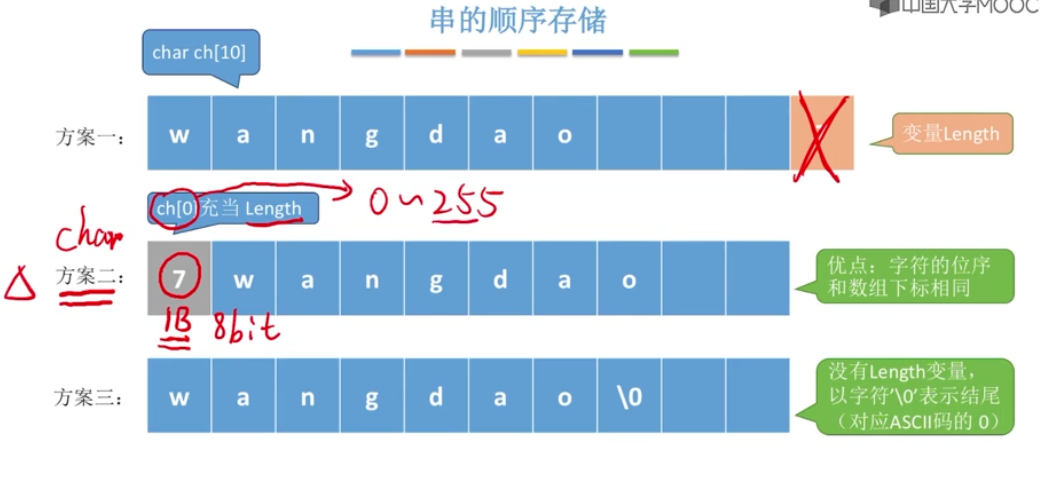 中国大学MOOC
串的顺序存储
char ch[10]
方案一：
w a n g d a o
变量Length
ch[0]充当 Length
0~255
char
方案二：
7 w a n g d a o
优点：字符的位序
和数组下标相同
1B 8bit
方案三：
w a n g d a o \0
没有Length变量，
以字符'\0'表示结尾
（对应ASCII码的 0）